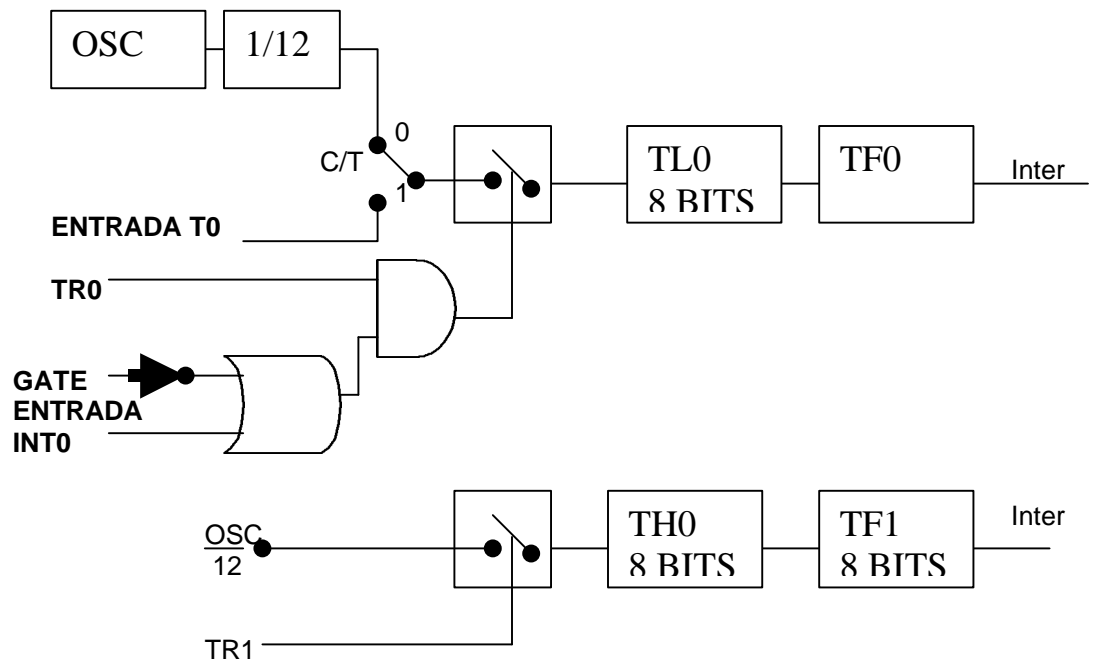 OSC
1/12
0
C/T
1
TL0
8 BITS
TF0
Inter
ENTRADA T0
TR0
GATE
ENTRADA
INT0
OSC
12
TH0
8 BITS
TF1
8 BITS
Inter
TR1